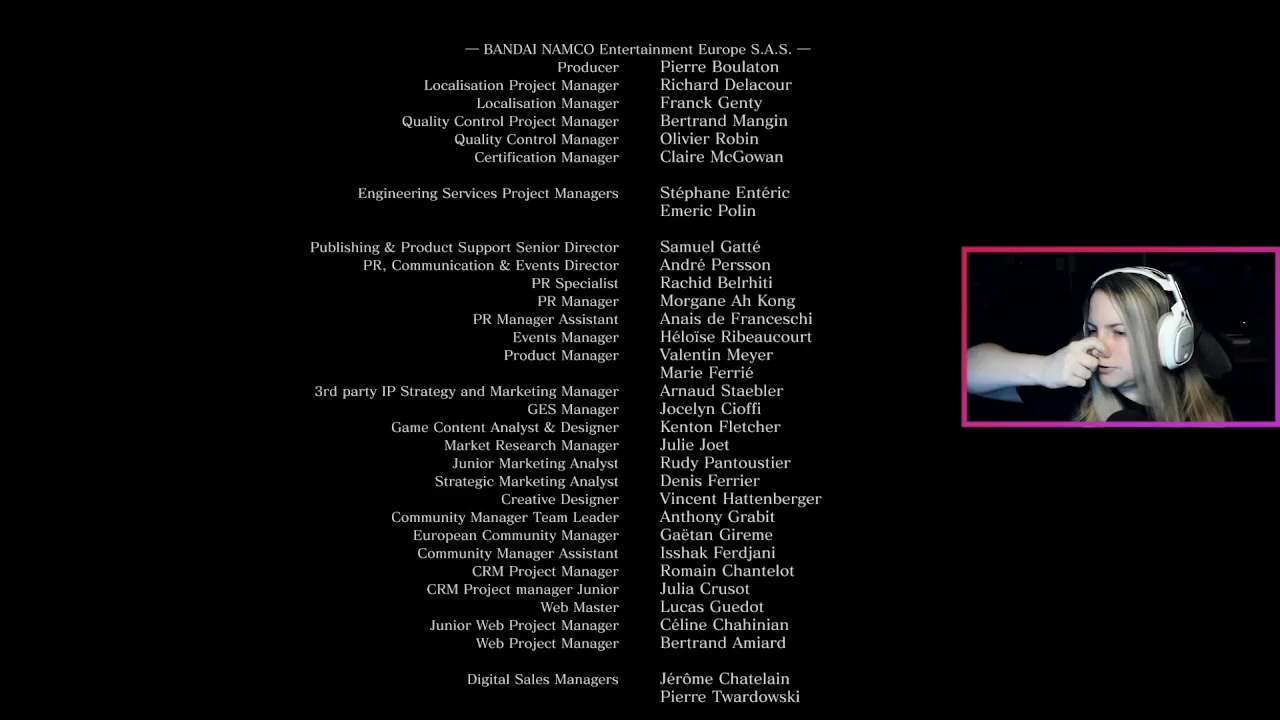 — BANDAI NAMCO Entertainment Europe S.A.S. —
Producer Pierre Boulaton
Localisation Project Manager Richard Delacour
Localisation Manager Franck Genty
Quality Control Project Manager Bertrand Mangin
Quality Control Manager Olivier Robin
Certification Manager Claire McGowan
Engineering Services Project Managers Stéphane Entéric
Emeric Polin
Publishing & Product Support Senior Director Samuel Gatté
PR, Communication & Events Director André Persson
PR Specialist Rachid Belrhiti
PR Manager Morgane Ah Kong
PR Manager Assistant Anais de Franceschi
Events Manager Héloïse Ribeaucourt
Product Manager Valentin Meyer
Marie Ferrié
3rd party IP Strategy and Marketing Manager Arnaud Staebler
GES Manager Jocelyn Cioffi
Game Content Analyst & Designer Kenton Fletcher
Market Research Manager Julie Joet
Junior Marketing Analyst Rudy Pantoustier
Strategic Marketing Analyst Denis Ferrier
Creative Designer Vincent Hattenberger
Community Manager Team Leader Anthony Grabit
European Community Manager Gaëtan Gireme
Community Manager Assistant Isshak Ferdjani
CRM Project Manager Romain Chantelot
CRM Project manager Junior Julia Crusot
Web Master Lucas Guedot
Junior Web Project Manager Céline Chahinian
Web Project Manager Bertrand Amiard
Digital Sales Managers Jérôme Chatelain
Pierre Twardowski